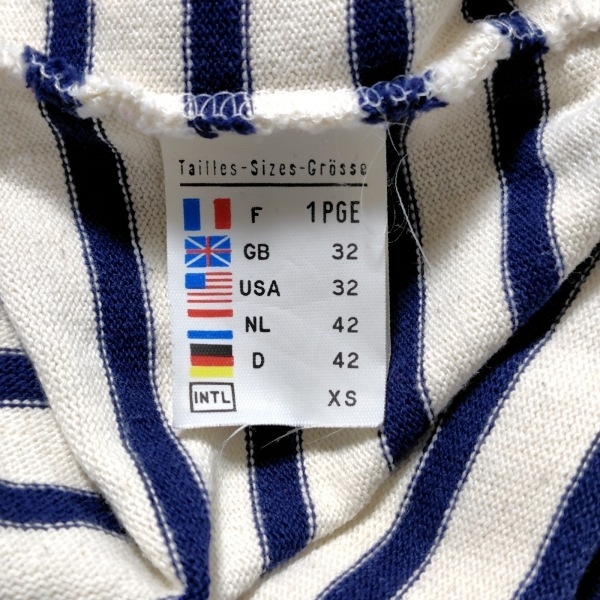 Tailles-Sizes-Grösse
F 1PGE
GB 32
USA 32
NL 42
D 42
INTL XS